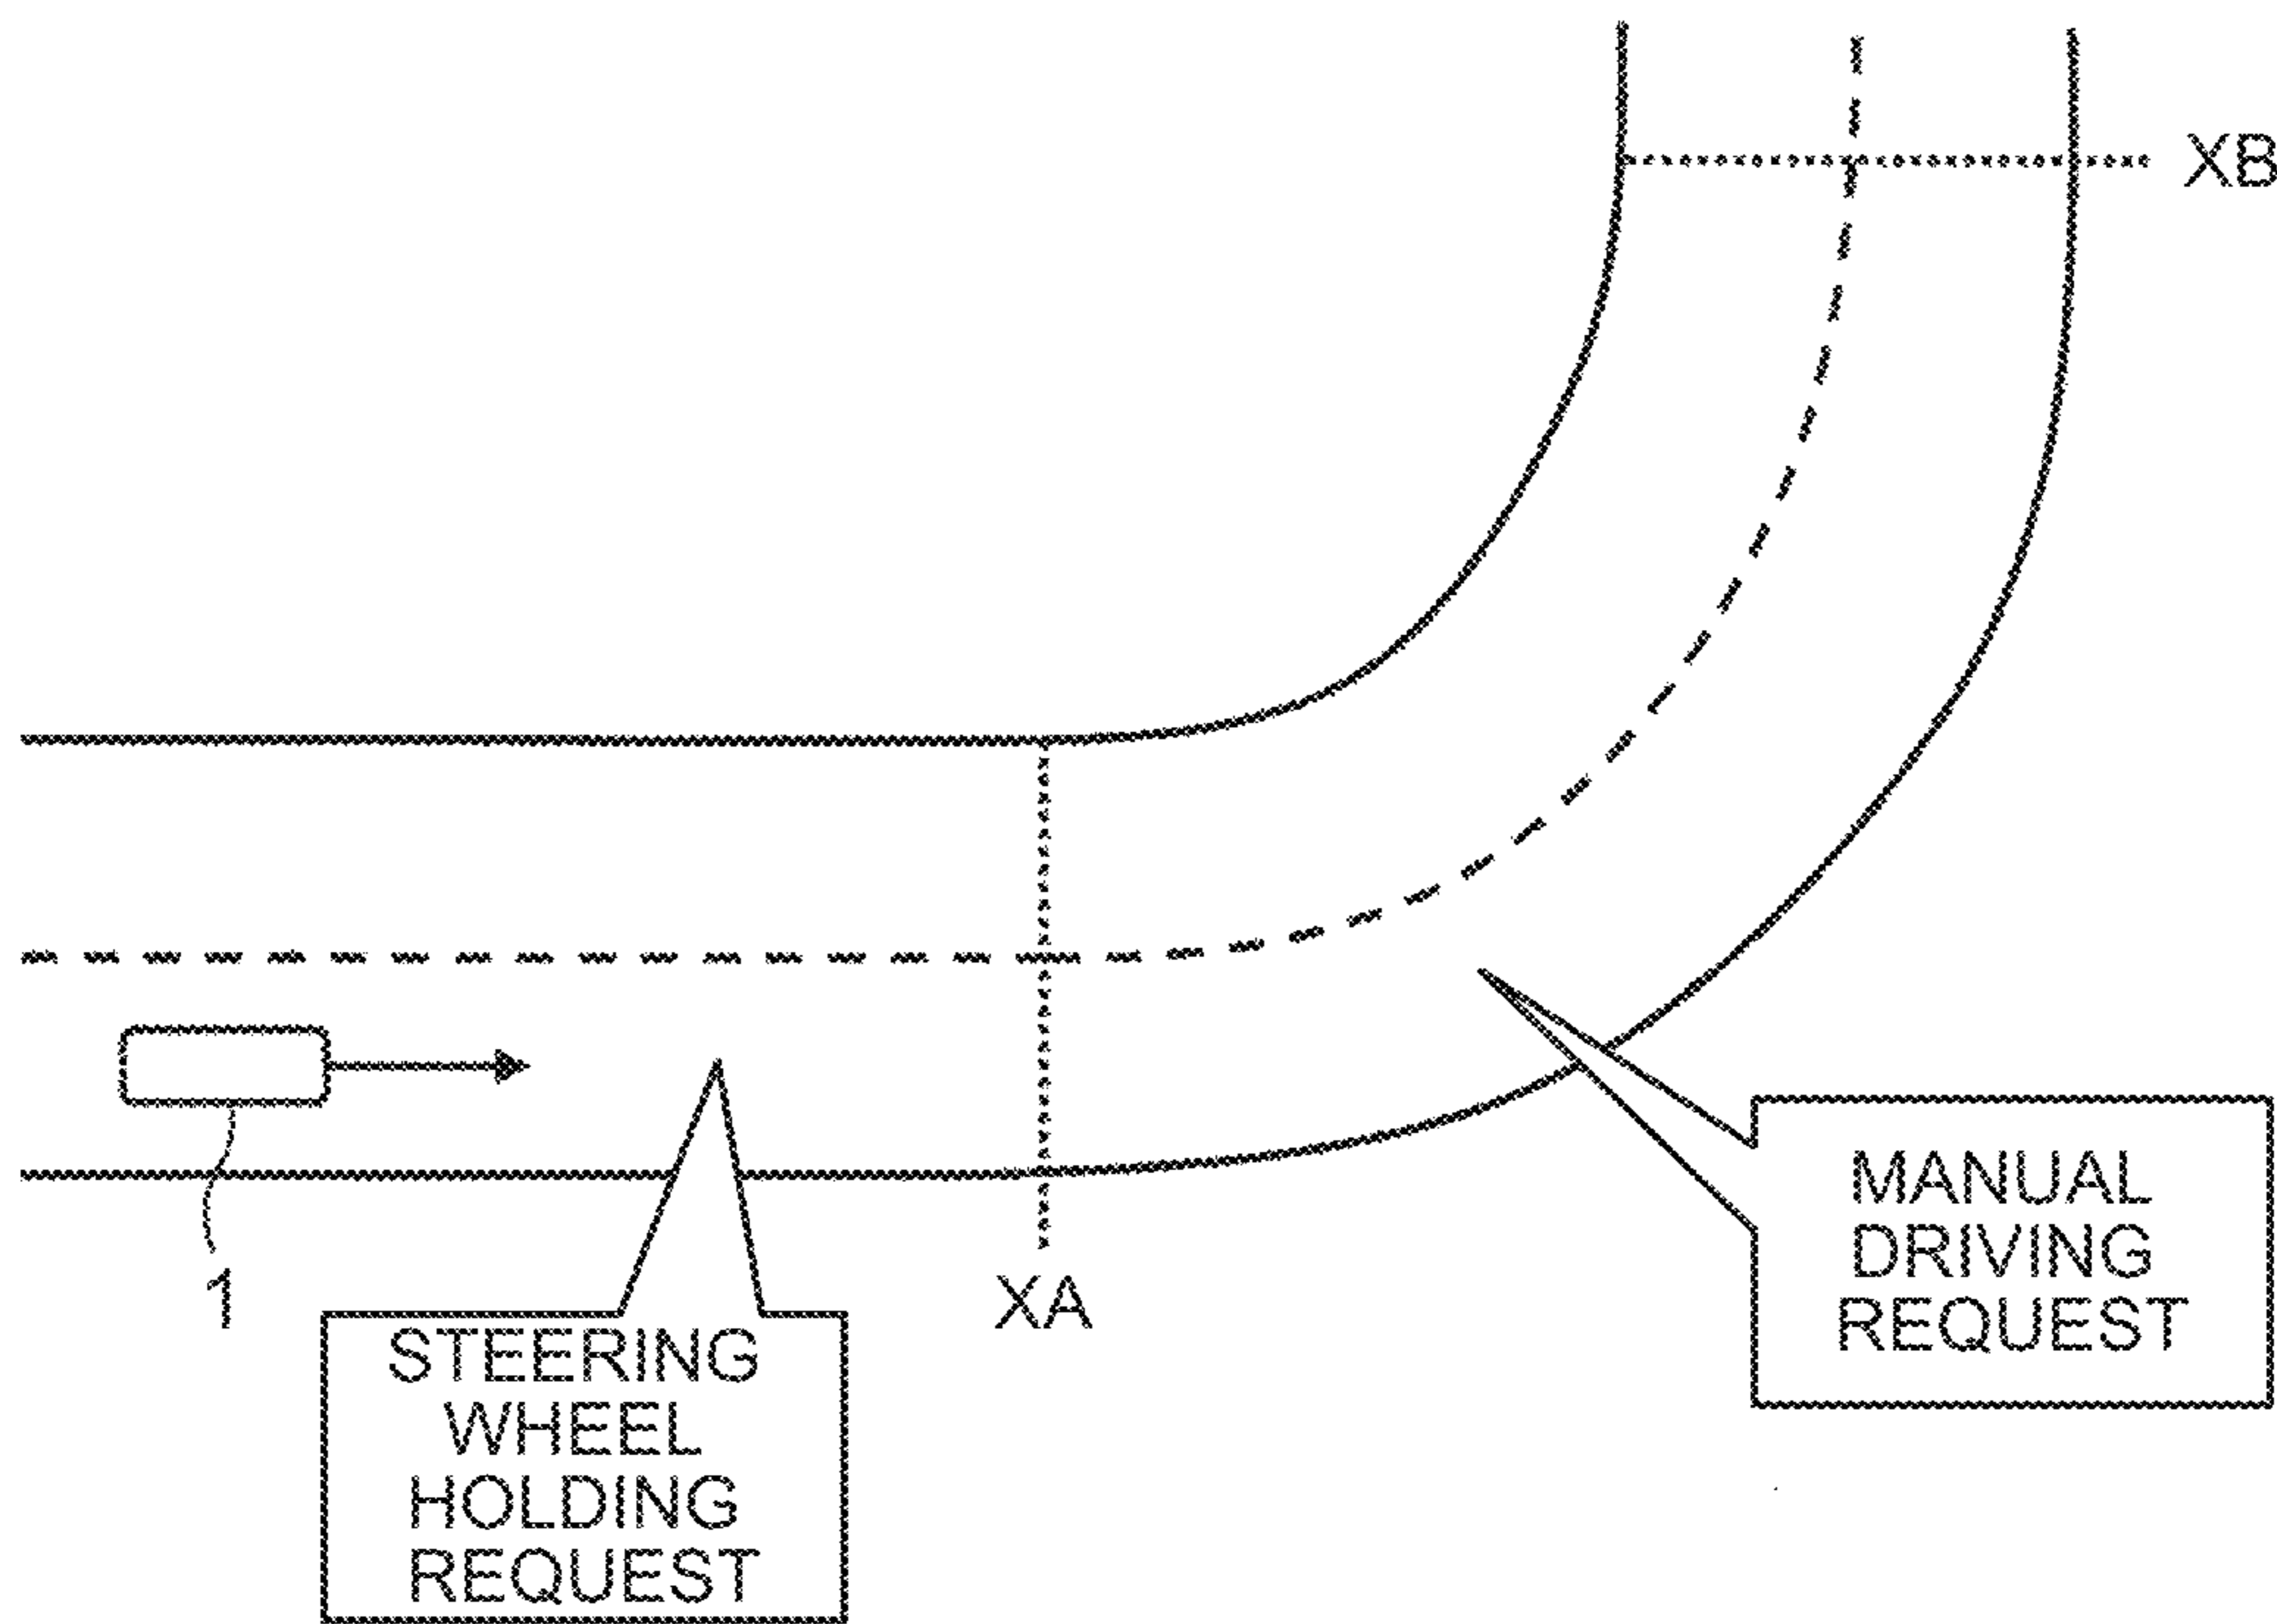 XB
MANUAL
DRIVING
REQUEST
1
XA
STEERING
WHEEL
HOLDING
REQUEST